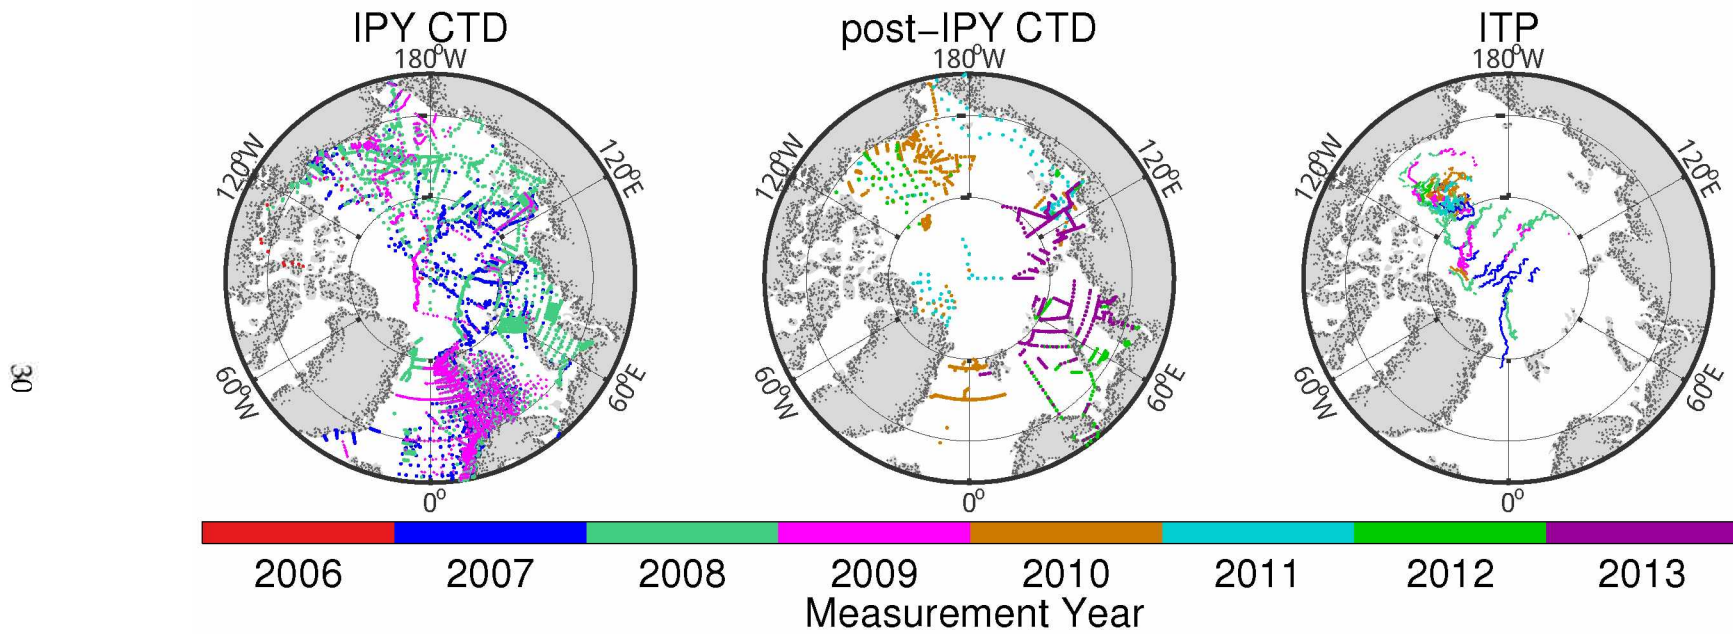 IPY CTD
post−IPY CTD
ITP
180°W
180°W
180°W
120°W
120°E
120°W
120°E
120°W
120°E
60°W
60°E
60°W
60°E
60°W
60°E
0°
0°
0°
2006 2007 2008 2009 2010 2011 2012 2013
Measurement Year
30